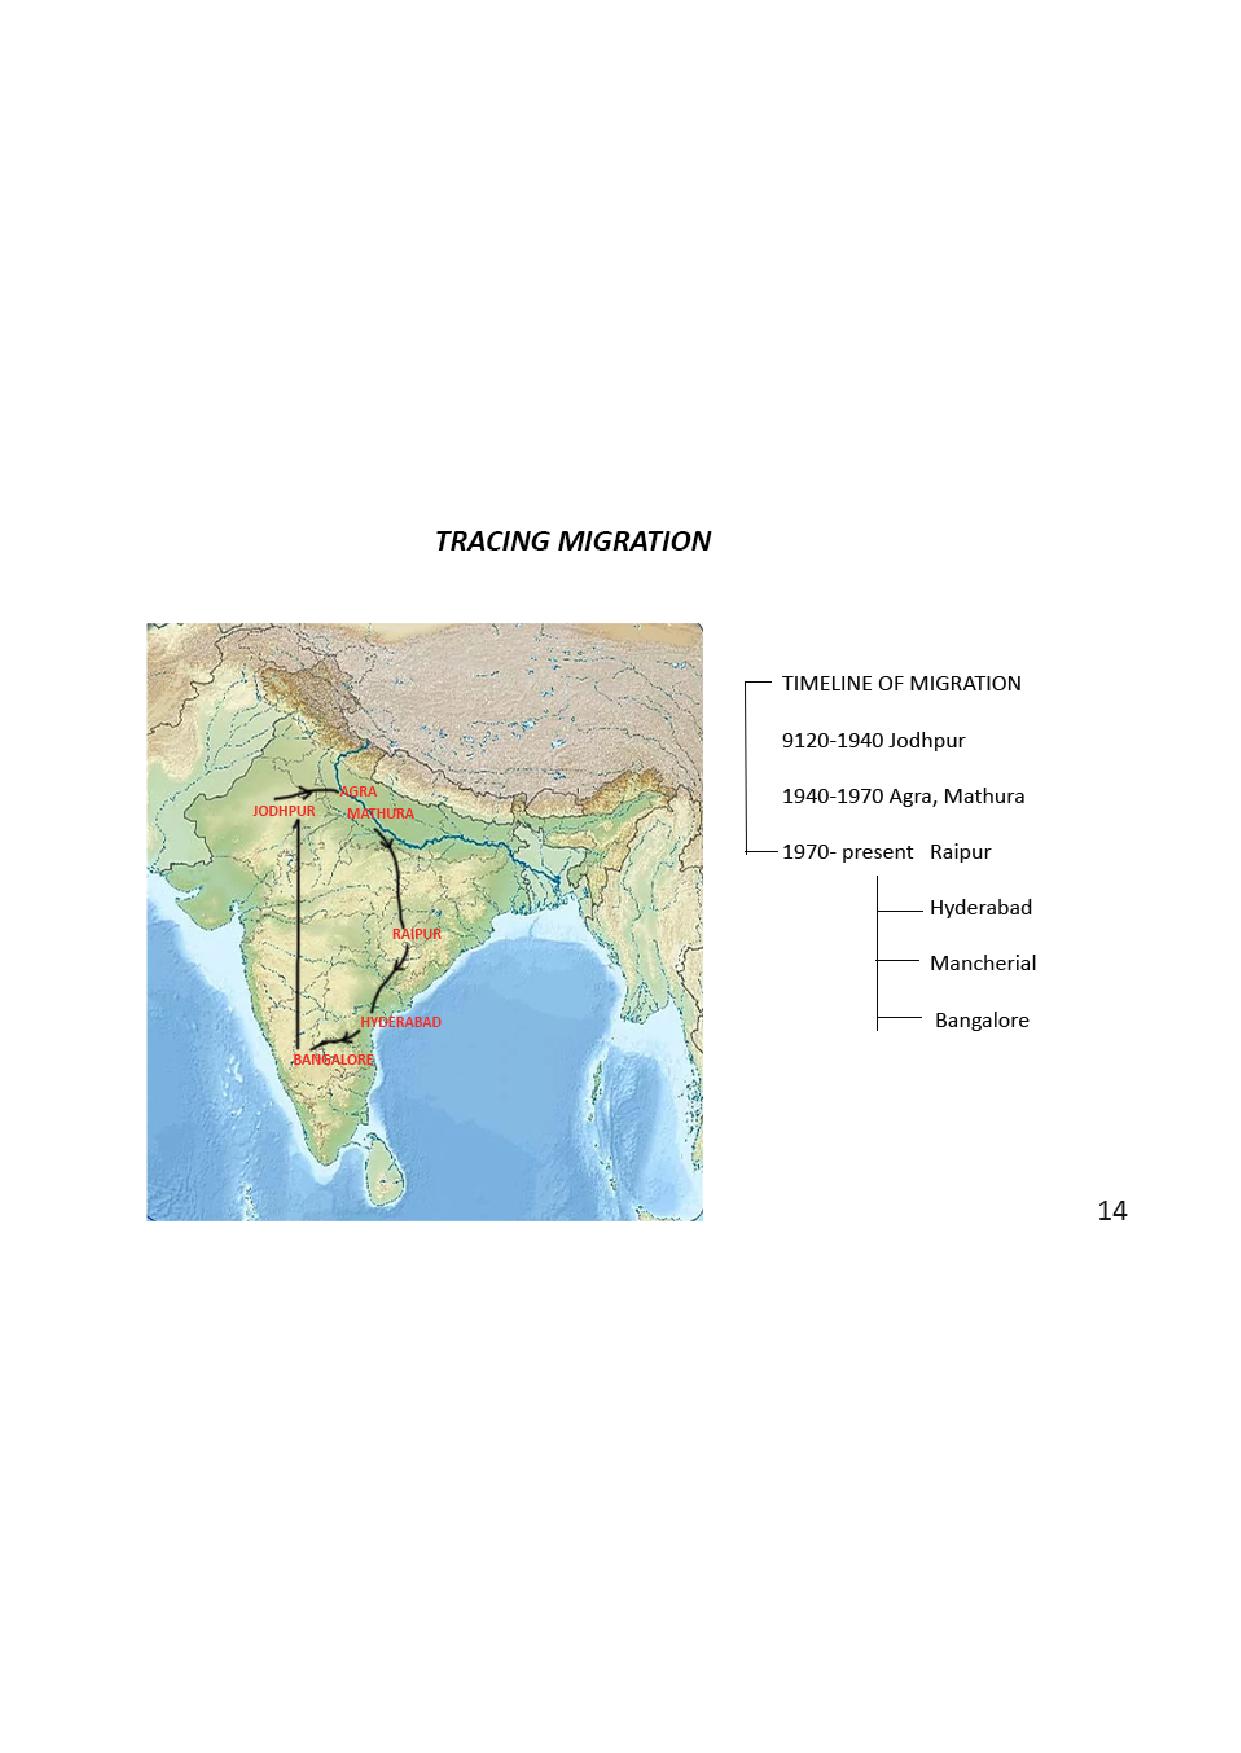 TRACING MIGRATION
AGRA
JODHPUR
MATHURA
RAIPUR
HYDERABAD
BANGALORE
TIMELINE OF MIGRATION
9120-1940 Jodhpur
1940-1970 Agra, Mathura
1970- present Raipur
Hyderabad
Mancherial
Bangalore
14